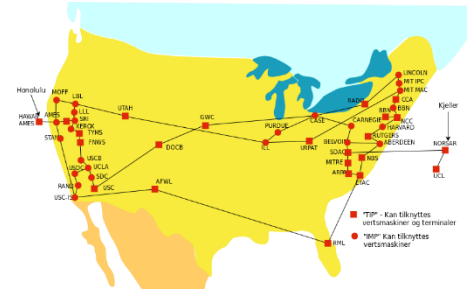 Honolulu
HAWAII
AMES
MOFF
LBL
AMES
LLL
SRI
XEROX
TYMS
FNWS
STAN
USCB
UCLA
USDC
SDC
RAND
USC
USC-IS
UTAH
DOCB
GWC
AFWL
PURDUE
CASE
URPAT
RADC
LINCOLN
MIT IPC
MIT MAC
CCA
BBN
BBN
NCC
HARVARD
CARNEGIE
RUTGERS
ABERDEEN
BELVOIR
SDAC
NBS
MITRE
ARPA
ETAC
RML
Kjeller
NORSAR
UCL
"TIP" - Kan tilknyttes
vertsmaskiner og terminaler
"IMP" Kan tilknyttes
vertsmaskiner